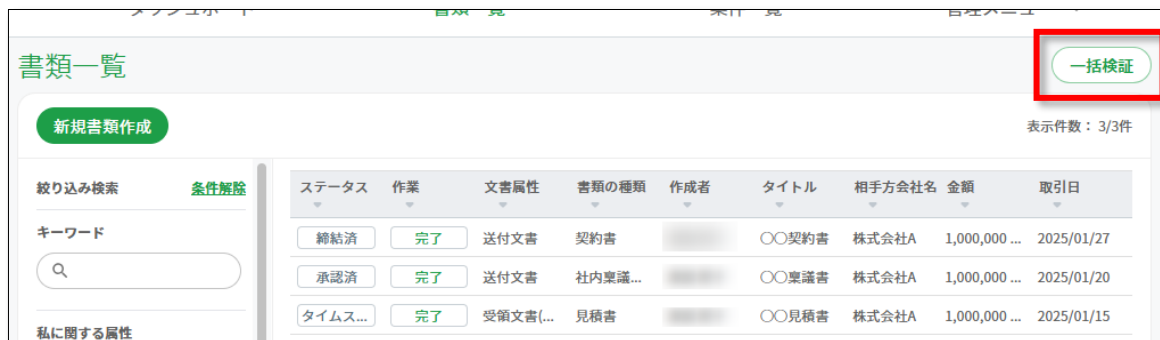 書類一覧
一括検証
新規書類作成
表示件数： 3/3件
絞り込み検索 条件解除
ステータス 作業 文書属性 書類の種類 作成者 タイトル 相手方会社名 金額 取引日
キーワード
締結済 完了 送付文書 契約書 〇〇契約書 株式会社A 1,000,000 ... 2025/01/27
承認済 完了 送付文書 社内稟議... 〇〇稟議書 株式会社A 1,000,000 ... 2025/01/20
タイムス... 完了 受領文書(... 見積書 〇〇見積書 株式会社A 1,000,000 ... 2025/01/15
私に関する属性